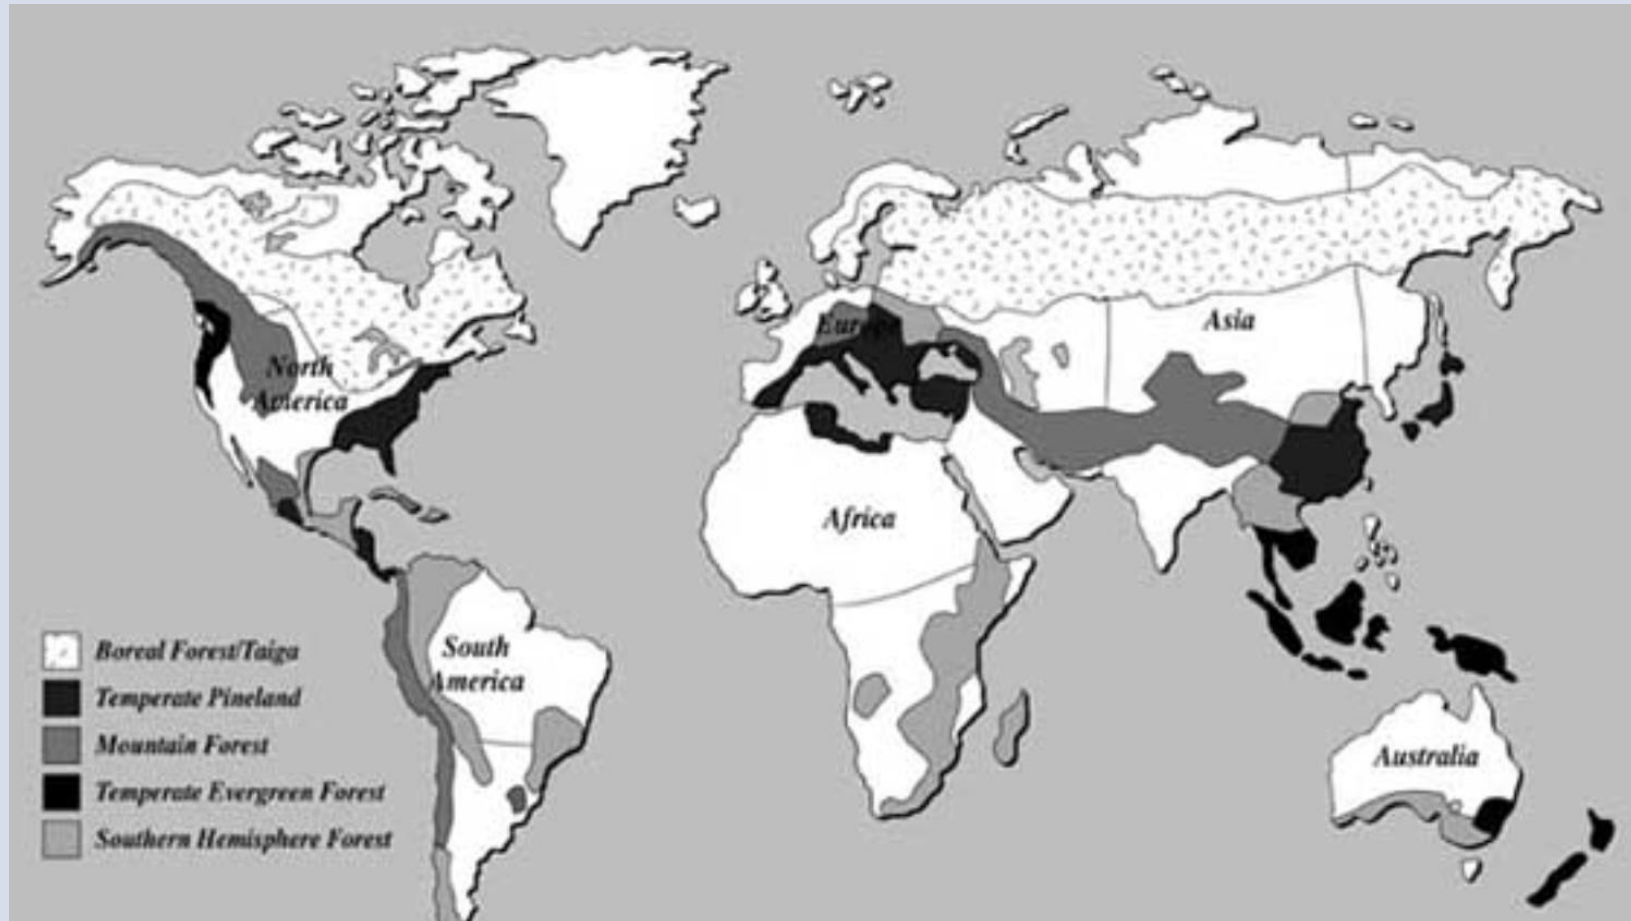 Europe
Asia
North
America
Africa
South
America
Australia
Boreal Forest/Taiga
Temperate Pineland
Mountain Forest
Temperate Evergreen Forest
Southern Hemisphere Forest